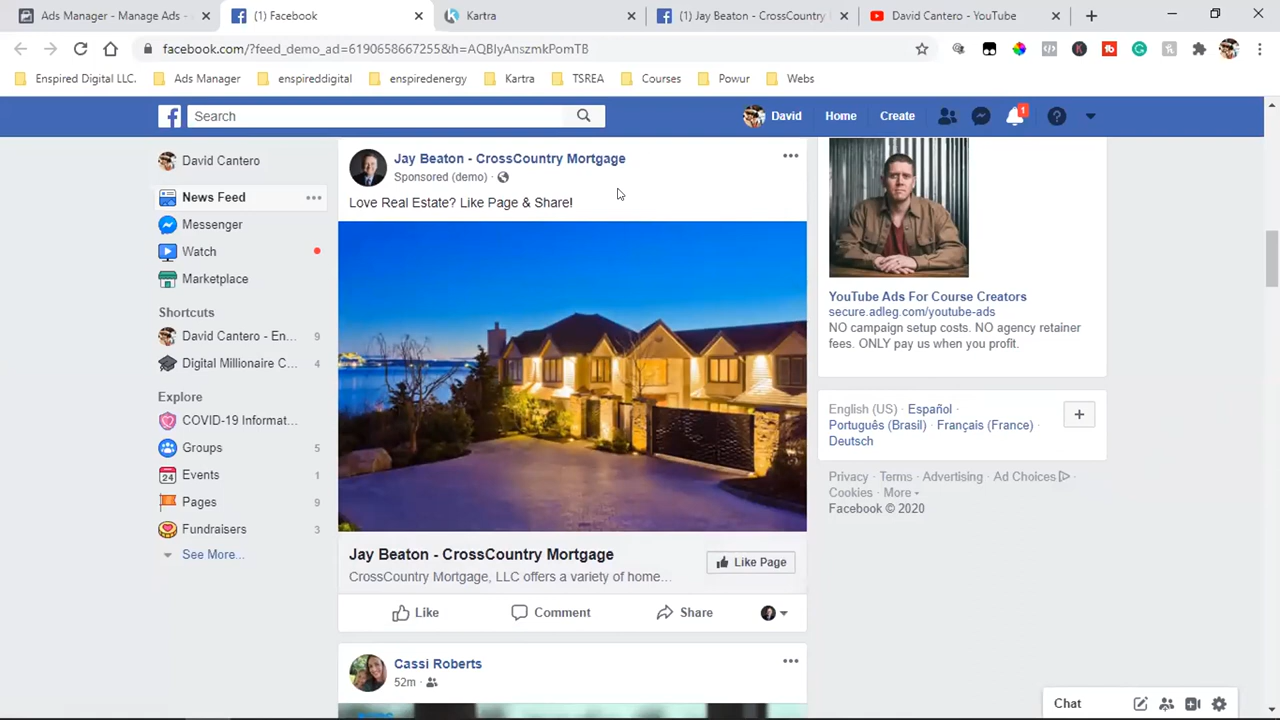 Ads Manager - Manage Ads -
(1) Facebook
Kartra
(1) Jay Beaton - CrossCountry
David Cantero - YouTube
facebook.com/?feed_demo_ad=6190658667255&h=AQBIyAnszmkPomTB
Enspired Digital LLC.
Ads Manager
enspireddigital
enspiredenergy
Kartra
TSREA
Courses
Powur
Webs
Search
David
Home
Create
1
David Cantero
News Feed
Messenger
Watch
Marketplace
Shortcuts
David Cantero - En... 9
Digital Millionaire C... 4
Explore
COVID-19 Informat...
Groups 5
Events 1
Pages 9
Fundraisers 3
See More...
Jay Beaton - CrossCountry Mortgage
Sponsored (demo) ·
Love Real Estate? Like Page & Share!
Jay Beaton - CrossCountry Mortgage
CrossCountry Mortgage, LLC offers a variety of home...
Like Page
Like
Comment
Share
Cassi Roberts
52m ·
YouTube Ads For Course Creators
secure.adleg.com/youtube-ads
NO campaign setup costs. NO agency retainer
fees. ONLY pay us when you profit.
English (US) · Español ·
Português (Brasil) · Français (France) ·
Deutsch
Privacy · Terms · Advertising · Ad Choices ·
Cookies · More
Facebook © 2020
Chat